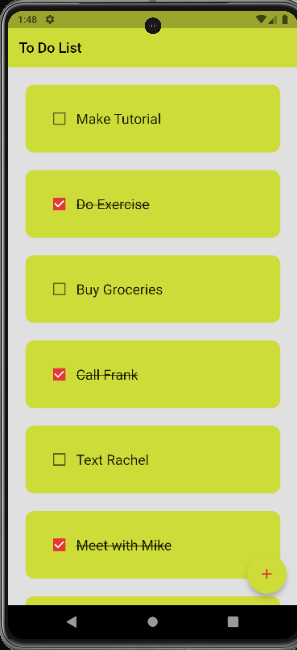 1:48
To Do List
Make Tutorial
Do Exercise
Buy Groceries
Call Frank
Text Rachel
Meet with Mike
+